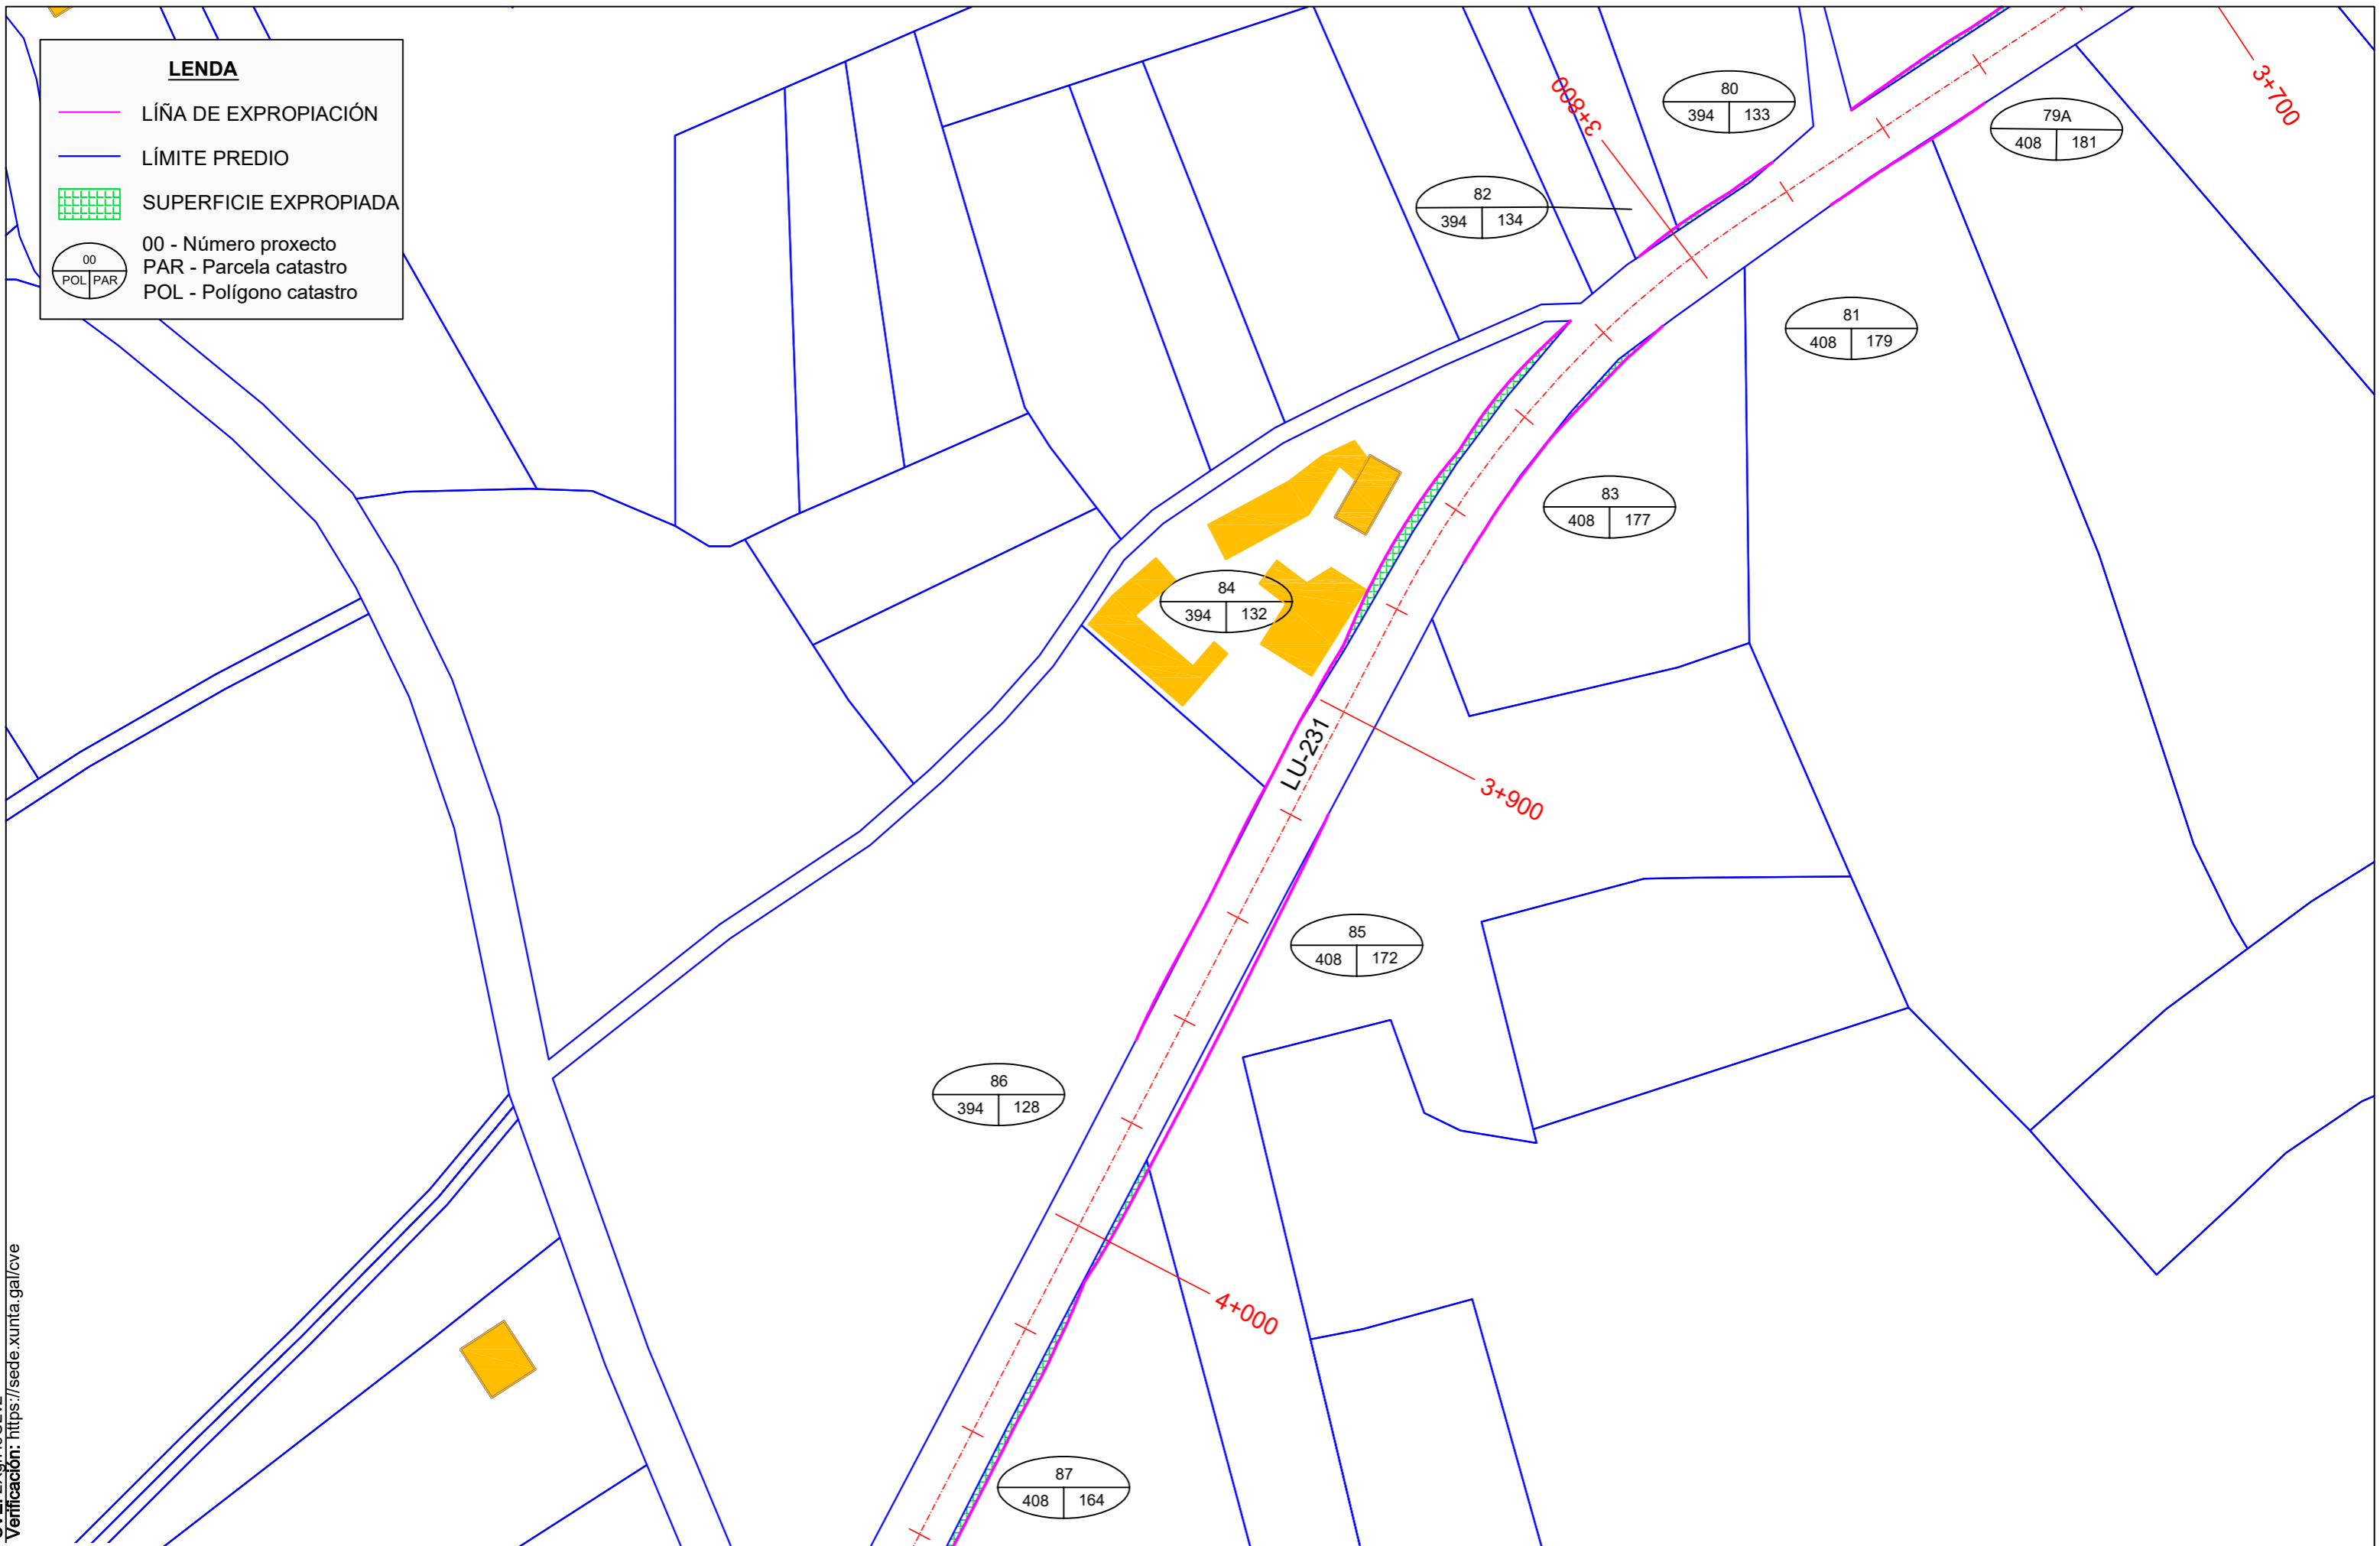 LENDA
LÍÑA DE EXPROPIACIÓN
LÍMITE PREDIO
SUPERFICIE EXPROPIADA
00
POL PAR
00 - Número proxecto
PAR - Parcela catastro
POL - Polígono catastro
3+700
3+800
80
394 133
79A
408 181
82
394 134
81
408 179
83
408 177
84
394 132
LU-231
3+900
85
408 172
86
394 128
4+000
87
408 164
Verificación: https://sede.xunta.gal/cve